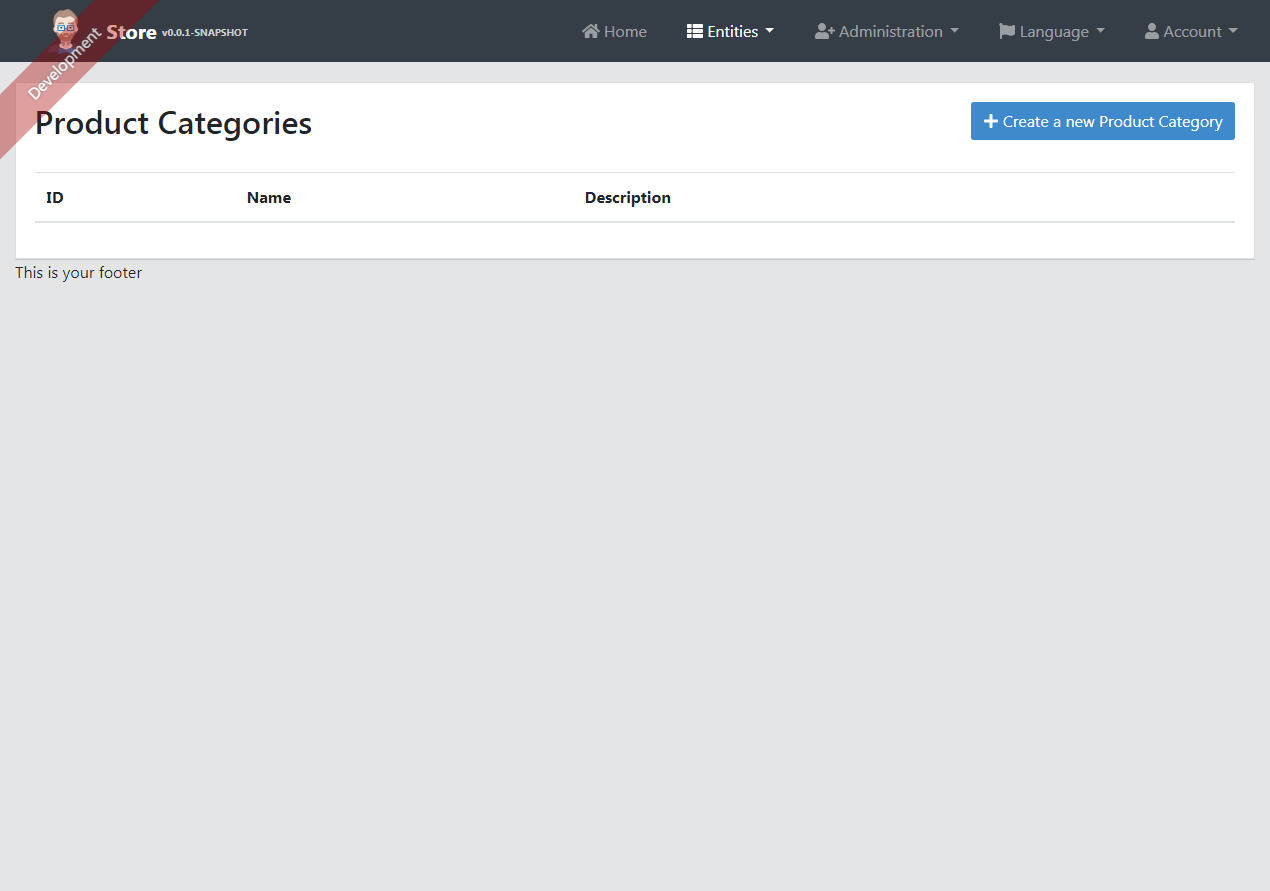 Development
Store v0.0.1-SNAPSHOT
Home
Entities
Administration
Language
Account
Product Categories
Create a new Product Category
ID Name Description
This is your footer